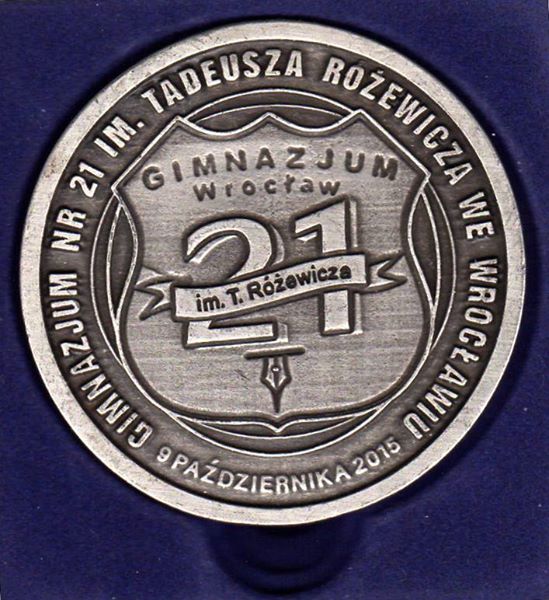 GIMNAZJUM NR 21 IM. TADEUSZA RÓŻEWICZA WE WROCŁAWIU
GIMNAZJUM
Wrocław
21
im. T. Różewicza
9 PAŹDZIERNIKA 2015